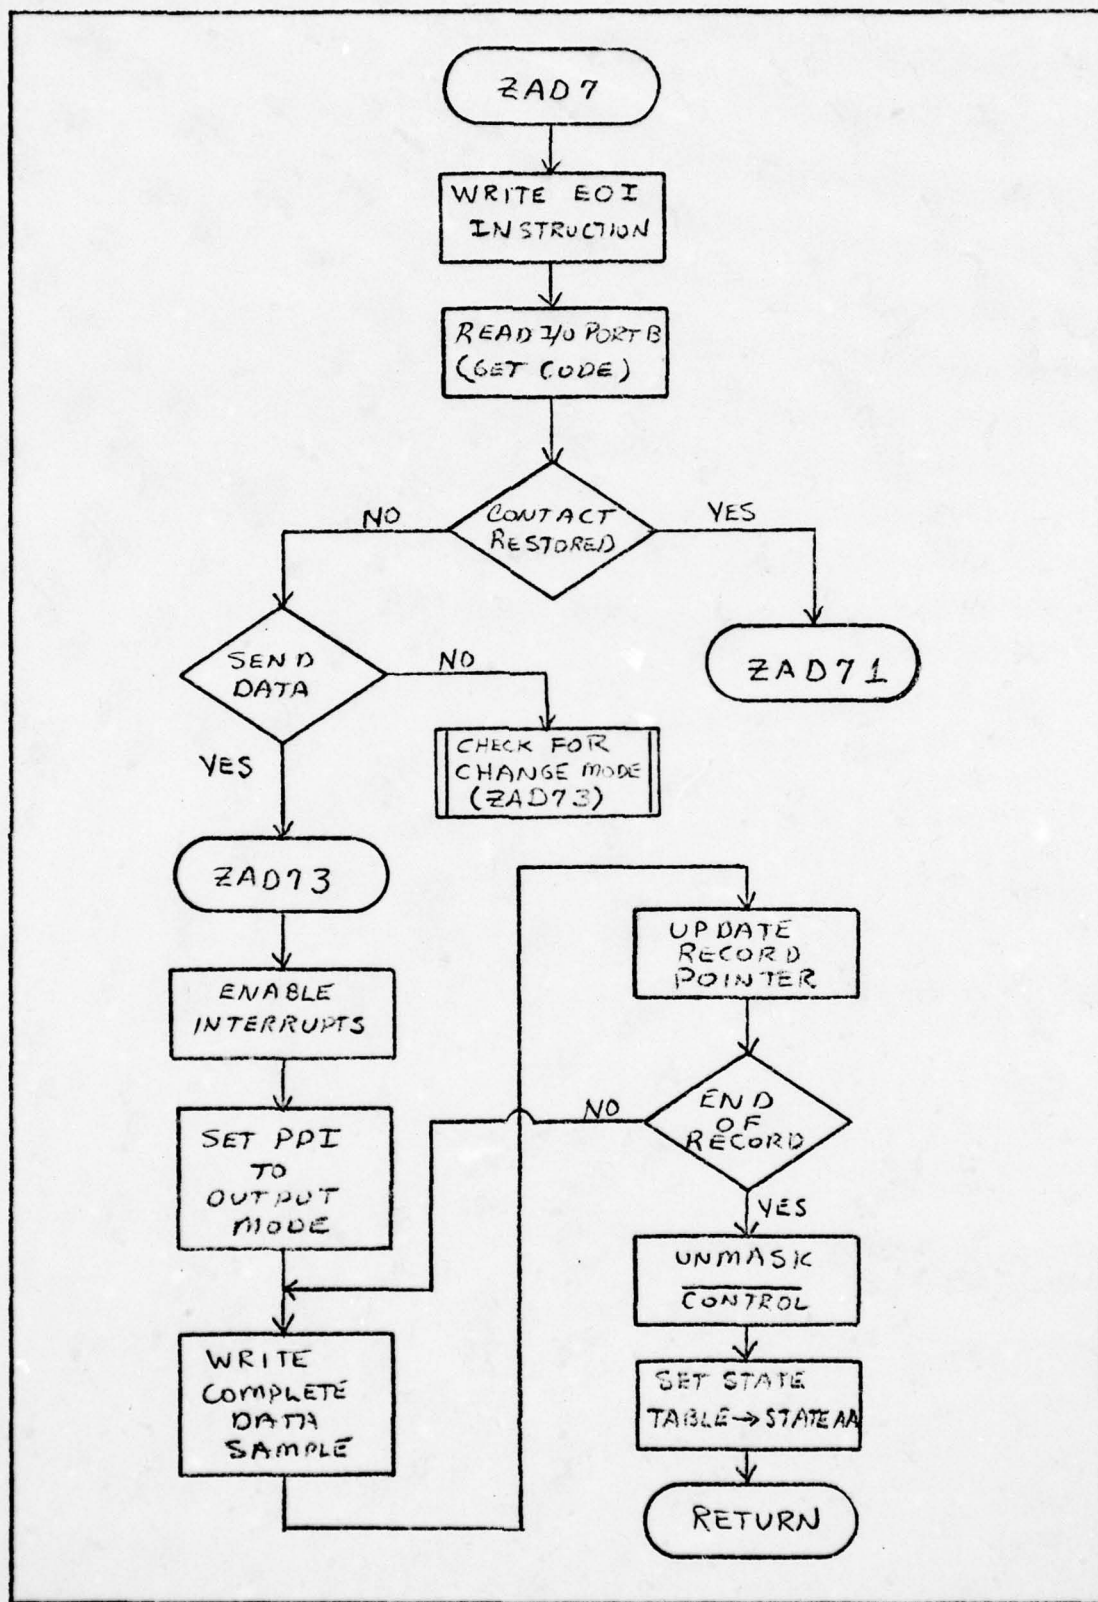 ZAD7
WRITE EOI
INSTRUCTION
READ I/O PORT B
(GET CODE)
CONTACT
RESTORED
NO
YES
ZAD71
SEND
DATA
NO
YES
CHECK FOR
CHANGE MODE
(ZAD73)
ZAD73
ENABLE
INTERRUPTS
SET PPI
TO
OUTPUT
MODE
WRITE
COMPLETE
DATA
SAMPLE
UPDATE
RECORD
POINTER
END
OF
RECORD
NO
YES
UNMASK
CONTROL
SET STATE
TABLE→STATEAA
RETURN